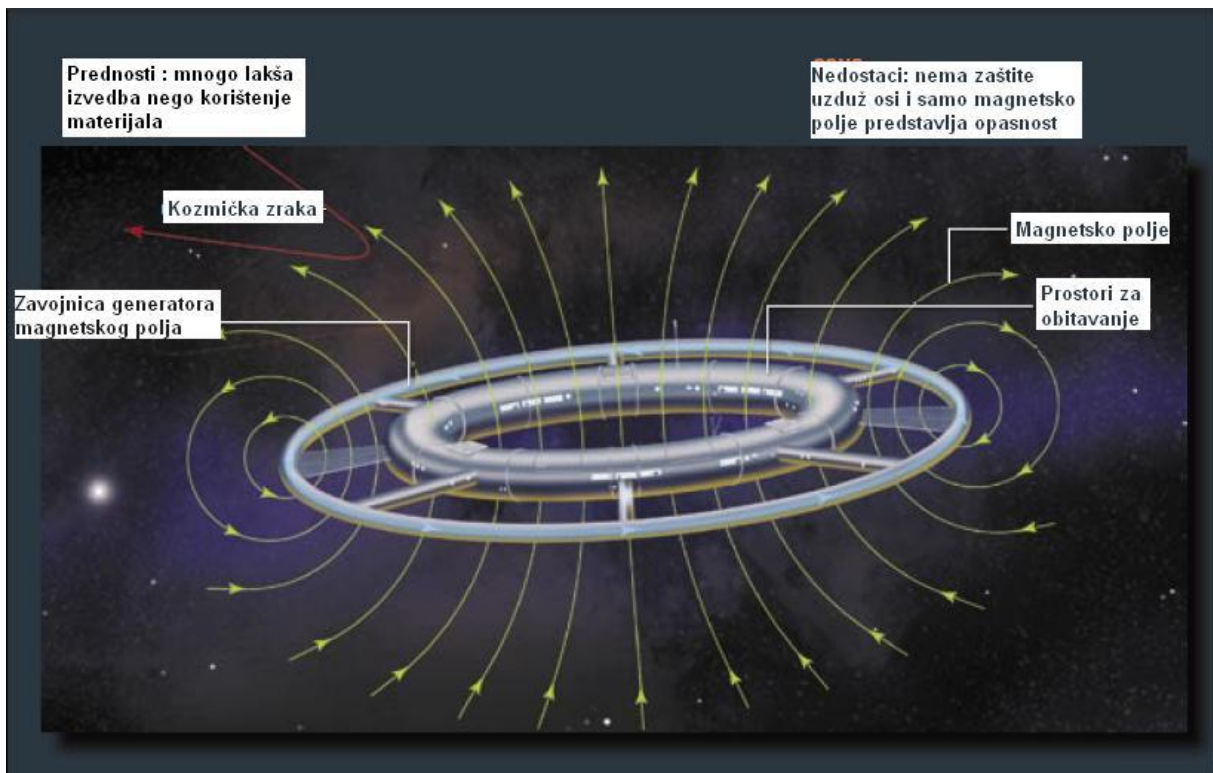 Prednosti : mnogo lakša
izvedba nego korištenje
materijala
Nedostaci: nema zaštite
uzduž osi i samo magnetsko
polje predstavlja opasnost
Kozmička zraka
Magnetsko polje
Zavojnica generatora
magnetskog polja
Prostori za
obitavanje